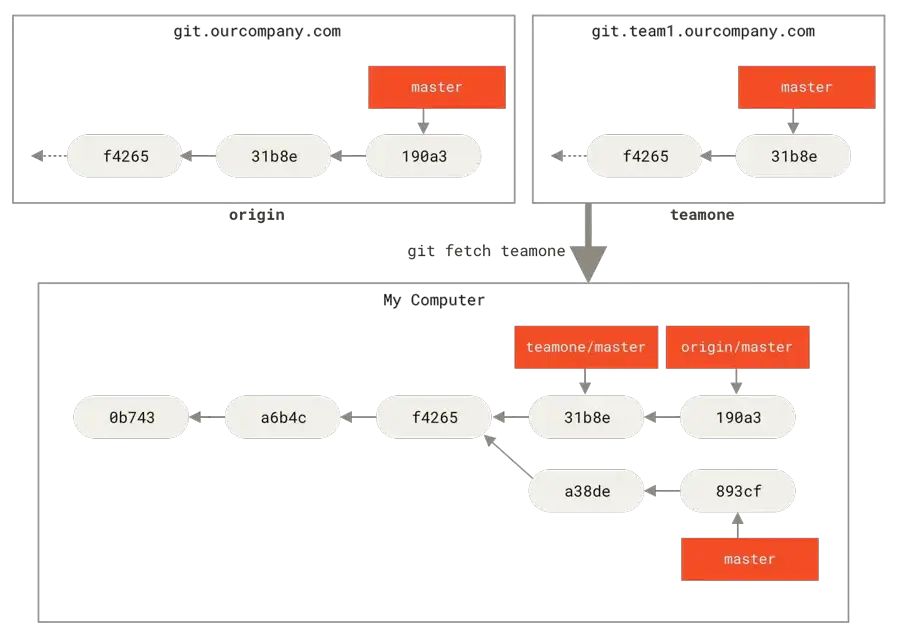 git.ourcompany.com
master
f4265
31b8e
190a3
origin
git.team1.ourcompany.com
master
f4265
31b8e
teamone
git fetch teamone
My Computer
teamone/master
origin/master
0b743
a6b4c
f4265
31b8e
190a3
a38de
893cf
master